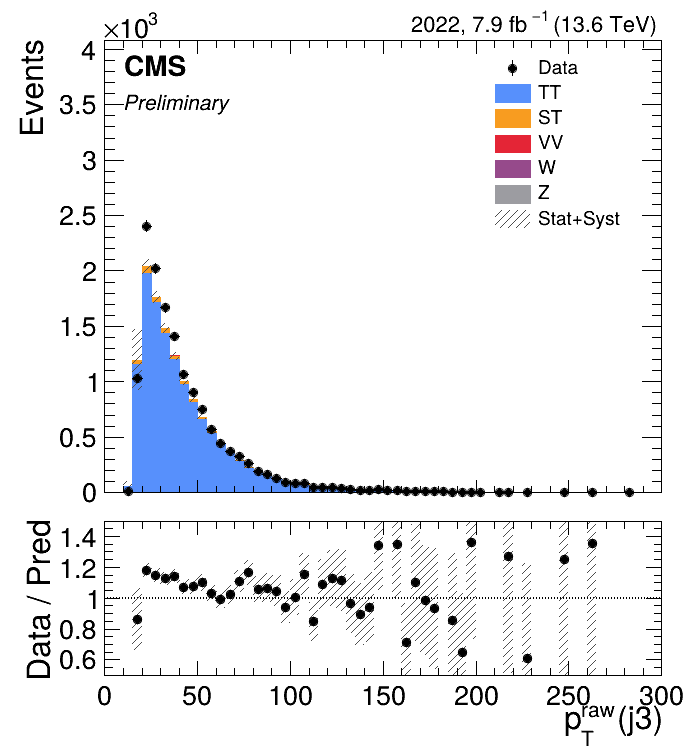 ×10³
2022, 7.9 fb⁻¹ (13.6 TeV)
Events
4
3.5
3
2.5
2
1.5
1
0.5
0
CMS
Preliminary
Data
TT
ST
VV
W
Z
Stat+Syst
Data / Pred
1.4
1.2
1
0.8
0.6
0 50 100 150 200 250 300
p_T^raw(j3)